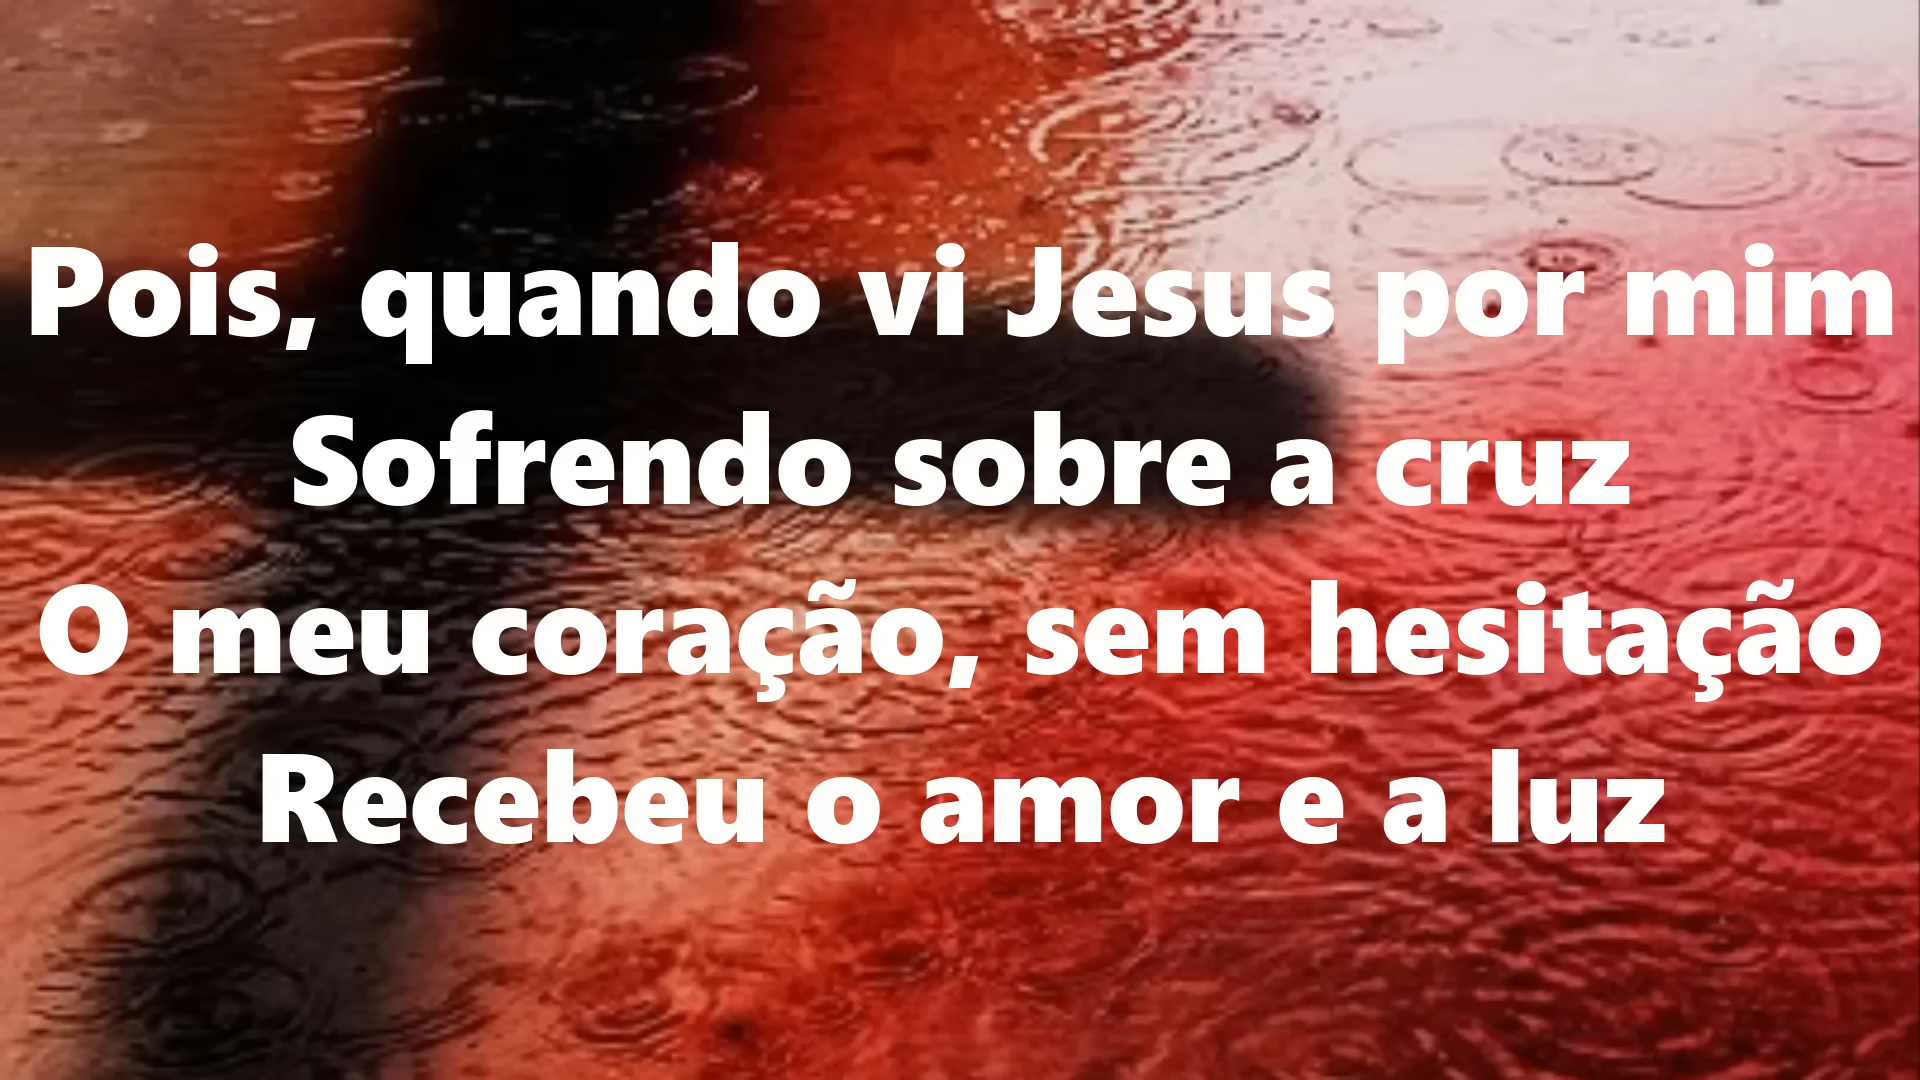 Pois, quando vi Jesus por mim
Sofrendo sobre a cruz
O meu coração, sem hesitação
Recebeu o amor e a luz